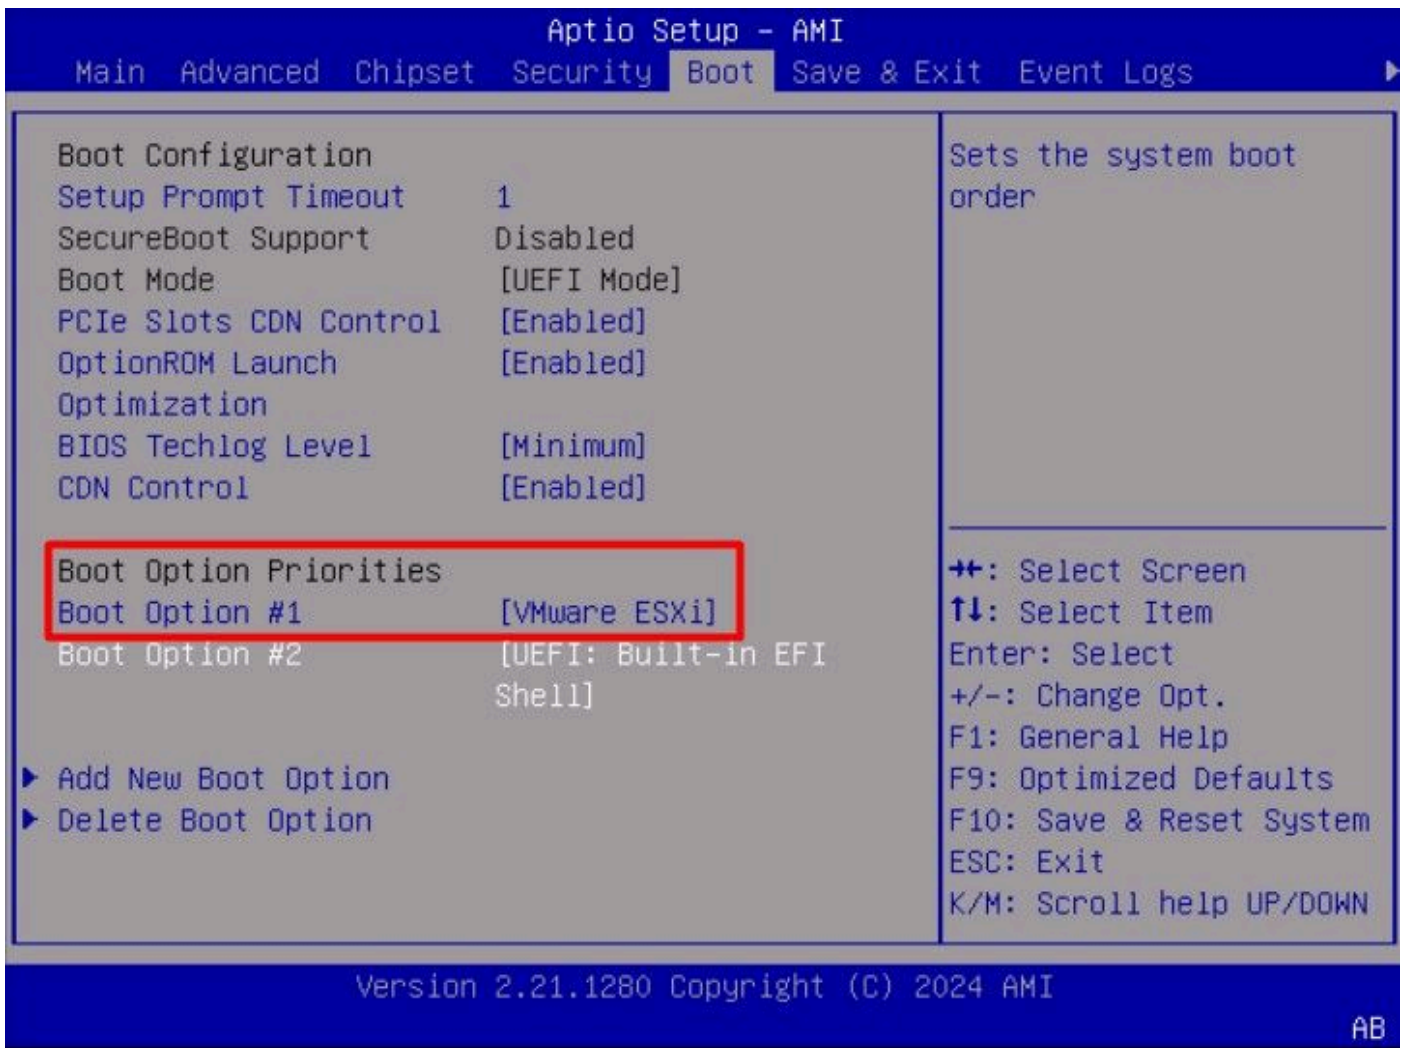 Aptio Setup – AMI
Main Advanced Chipset Security Boot Save & Exit Event Logs
Boot Configuration
Setup Prompt Timeout 1
SecureBoot Support Disabled
Boot Mode [UEFI Mode]
PCIe Slots CDN Control [Enabled]
OptionROM Launch [Enabled]
Optimization
BIOS Techlog Level [Minimum]
CDN Control [Enabled]
Boot Option Priorities
Boot Option #1 [VMware ESXi]
Boot Option #2 [UEFI: Built-in EFI
Shell]
Add New Boot Option
Delete Boot Option
Sets the system boot
order
→←: Select Screen
↑↓: Select Item
Enter: Select
+/-: Change Opt.
F1: General Help
F9: Optimized Defaults
F10: Save & Reset System
ESC: Exit
K/M: Scroll help UP/DOWN
Version 2.21.1280 Copyright (C) 2024 AMI
AB